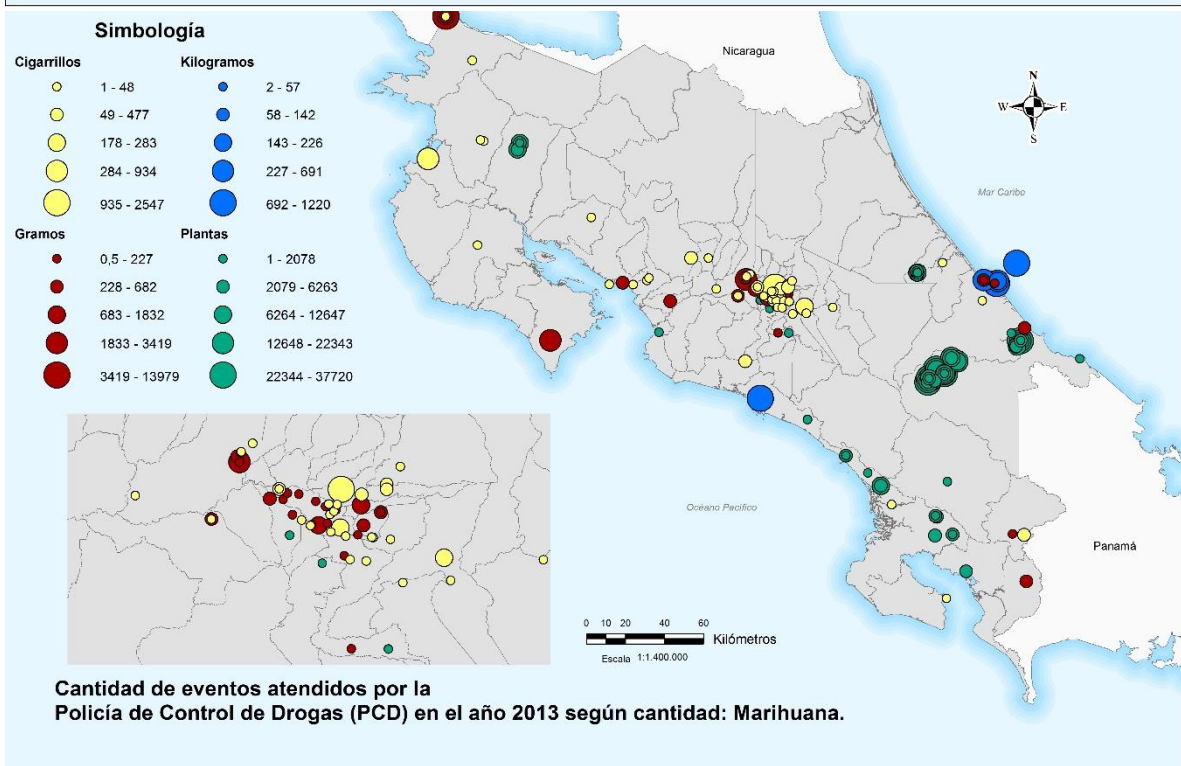 Simbología
Cigarrillos
1 - 48
49 - 477
178 - 283
284 - 934
935 - 2547
Kilogramos
2 - 57
58 - 142
143 - 226
227 - 691
692 - 1220
Gramos
0,5 - 227
228 - 682
683 - 1832
1833 - 3419
3419 - 13979
Plantas
1 - 2078
2079 - 6263
6264 - 12647
12648 - 22343
22344 - 37720
Nicaragua
N
W E
S
Mar Caribe
Océano Pacífico
Panamá
0 10 20 40 60
Kilómetros
Escala 1:1.400.000
Cantidad de eventos atendidos por la
Policía de Control de Drogas (PCD) en el año 2013 según cantidad: Marihuana.